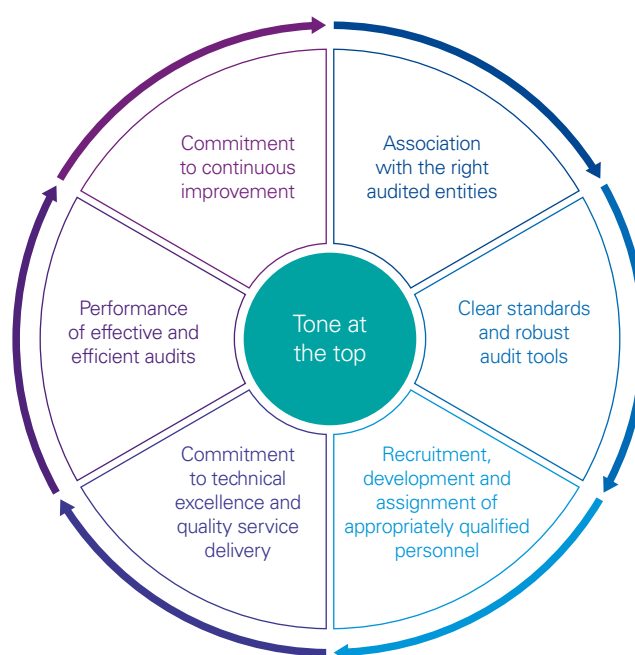 Commitment
to continuous
improvement
Association
with the right
audited entities
Performance
of effective and
efficient audits
Tone at
the top
Clear standards
and robust
audit tools
Commitment
to technical
excellence and
quality service
delivery
Recruitment,
development and
assignment of
appropriately qualified
personnel